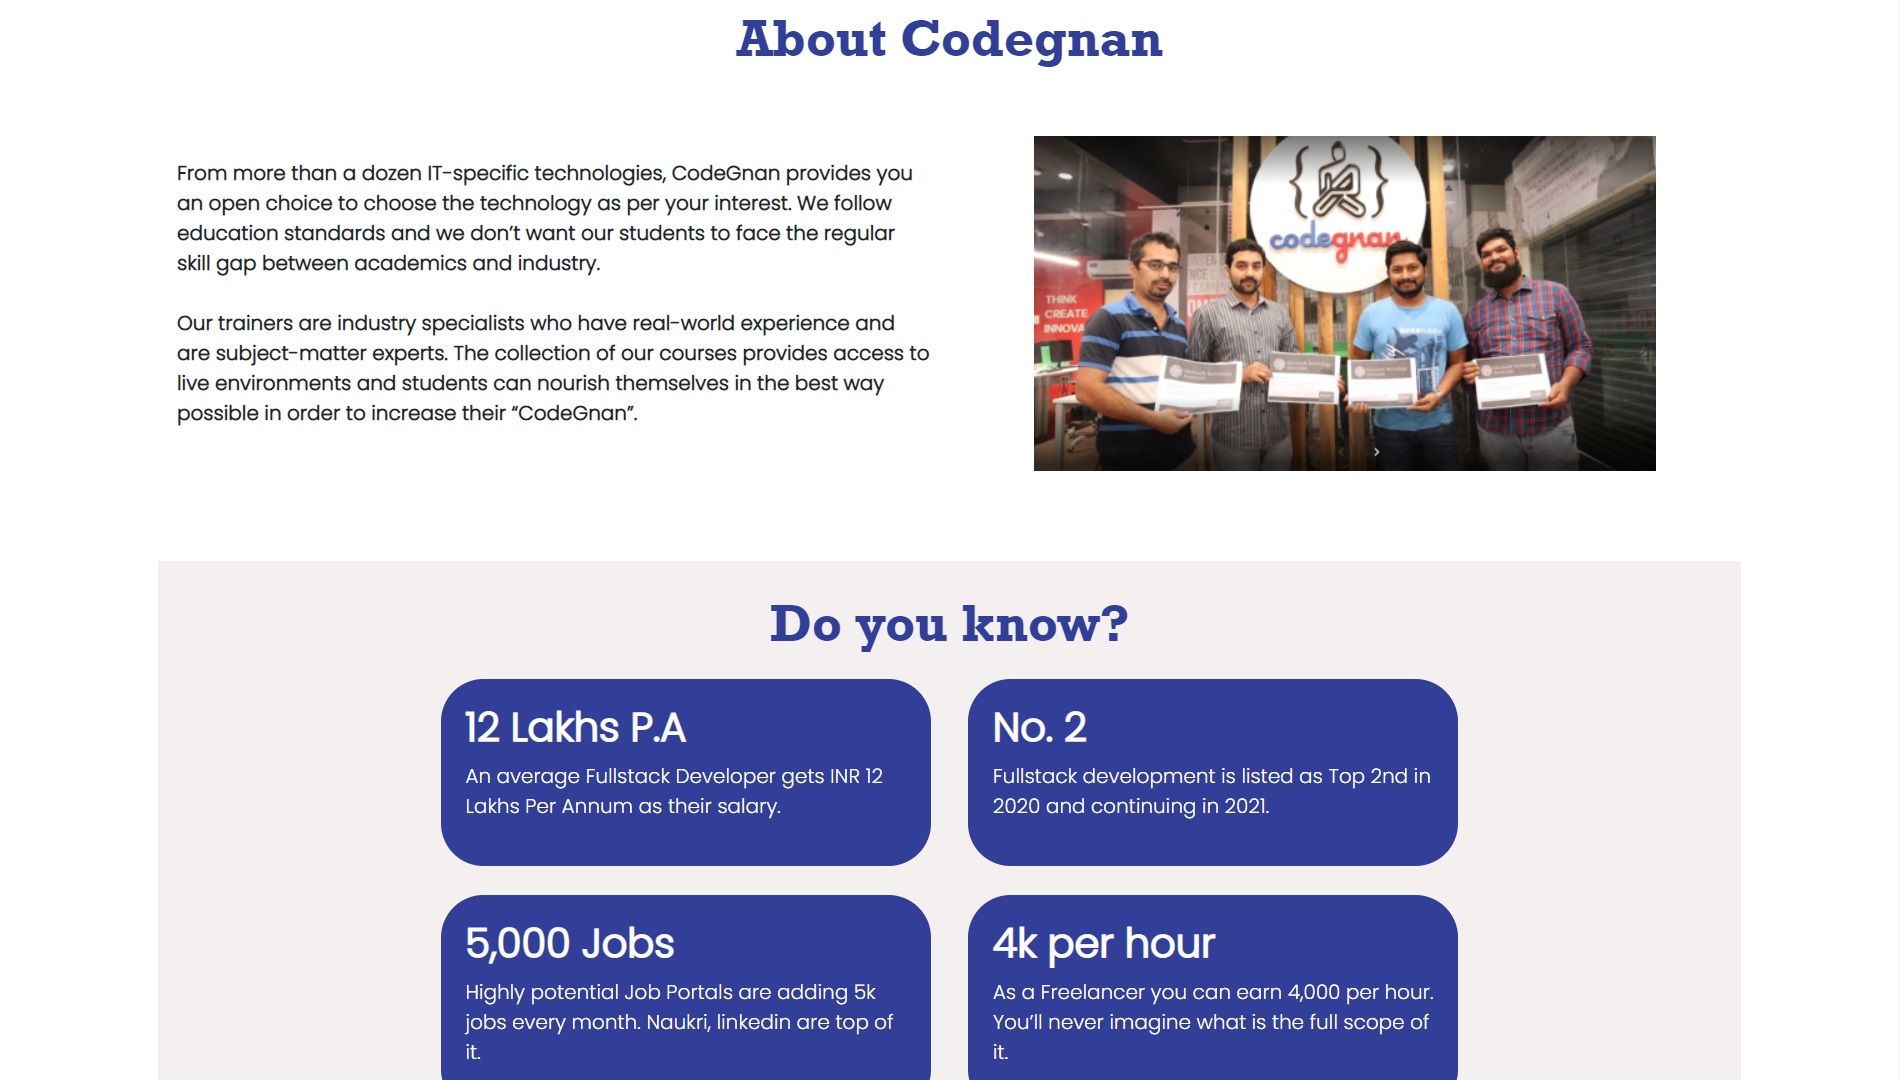 About Codegnan
From more than a dozen IT-specific technologies, CodeGnan provides you
an open choice to choose the technology as per your interest. We follow
education standards and we don’t want our students to face the regular
skill gap between academics and industry.
Our trainers are industry specialists who have real-world experience and
are subject-matter experts. The collection of our courses provides access to
live environments and students can nourish themselves in the best way
possible in order to increase their “CodeGnan”.
codegnan
THINK
CREATE
INNOVA
Do you know?
12 Lakhs P.A
An average Fullstack Developer gets INR 12
Lakhs Per Annum as their salary.
No. 2
Fullstack development is listed as Top 2nd in
2020 and continuing in 2021.
5,000 Jobs
Highly potential Job Portals are adding 5k
jobs every month. Naukri, linkedin are top of
it.
4k per hour
As a Freelancer you can earn 4,000 per hour.
You’ll never imagine what is the full scope of
it.